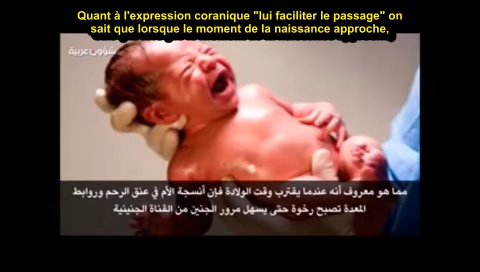 Quant à l'expression coranique "lui faciliter le passage" on
sait que lorsque le moment de la naissance approche,
شؤون عربية
مما هو معروف أنه عندما يقترب وقت الولادة فإن أنسجة الأم في عنق الرحم وروابط
المعدة تصبح رخوة حتى يسهل مرور الجنين من القناة الجنينية